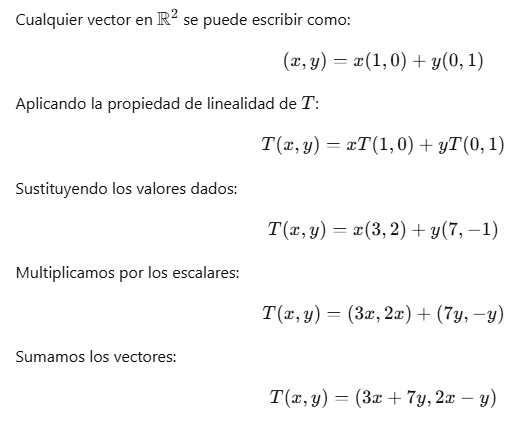 Cualquier vector en ℝ² se puede escribir como:
(x, y) = x(1, 0) + y(0, 1)
Aplicando la propiedad de linealidad de T:
T(x, y) = xT(1, 0) + yT(0, 1)
Sustituyendo los valores dados:
T(x, y) = x(3, 2) + y(7, −1)
Multiplicamos por los escalares:
T(x, y) = (3x, 2x) + (7y, −y)
Sumamos los vectores:
T(x, y) = (3x + 7y, 2x − y)